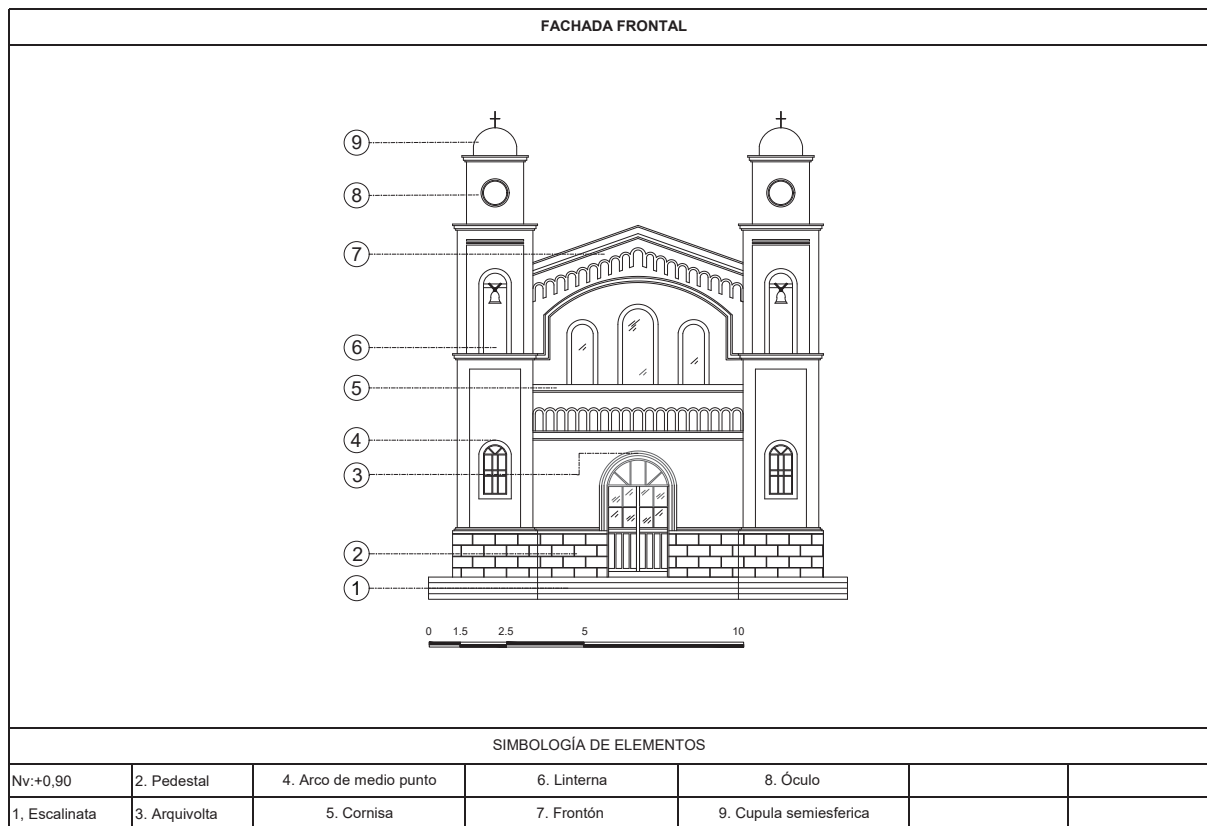 FACHADA FRONTAL
9
8
7
6
5
4
3
2
1
0 1.5 2.5 5 10
SIMBOLOGÍA DE ELEMENTOS
Nv:+0,90 2. Pedestal 4. Arco de medio punto 6. Linterna 8. Óculo
1, Escalinata 3. Arquivolta 5. Cornisa 7. Frontón 9. Cupula semiesferica